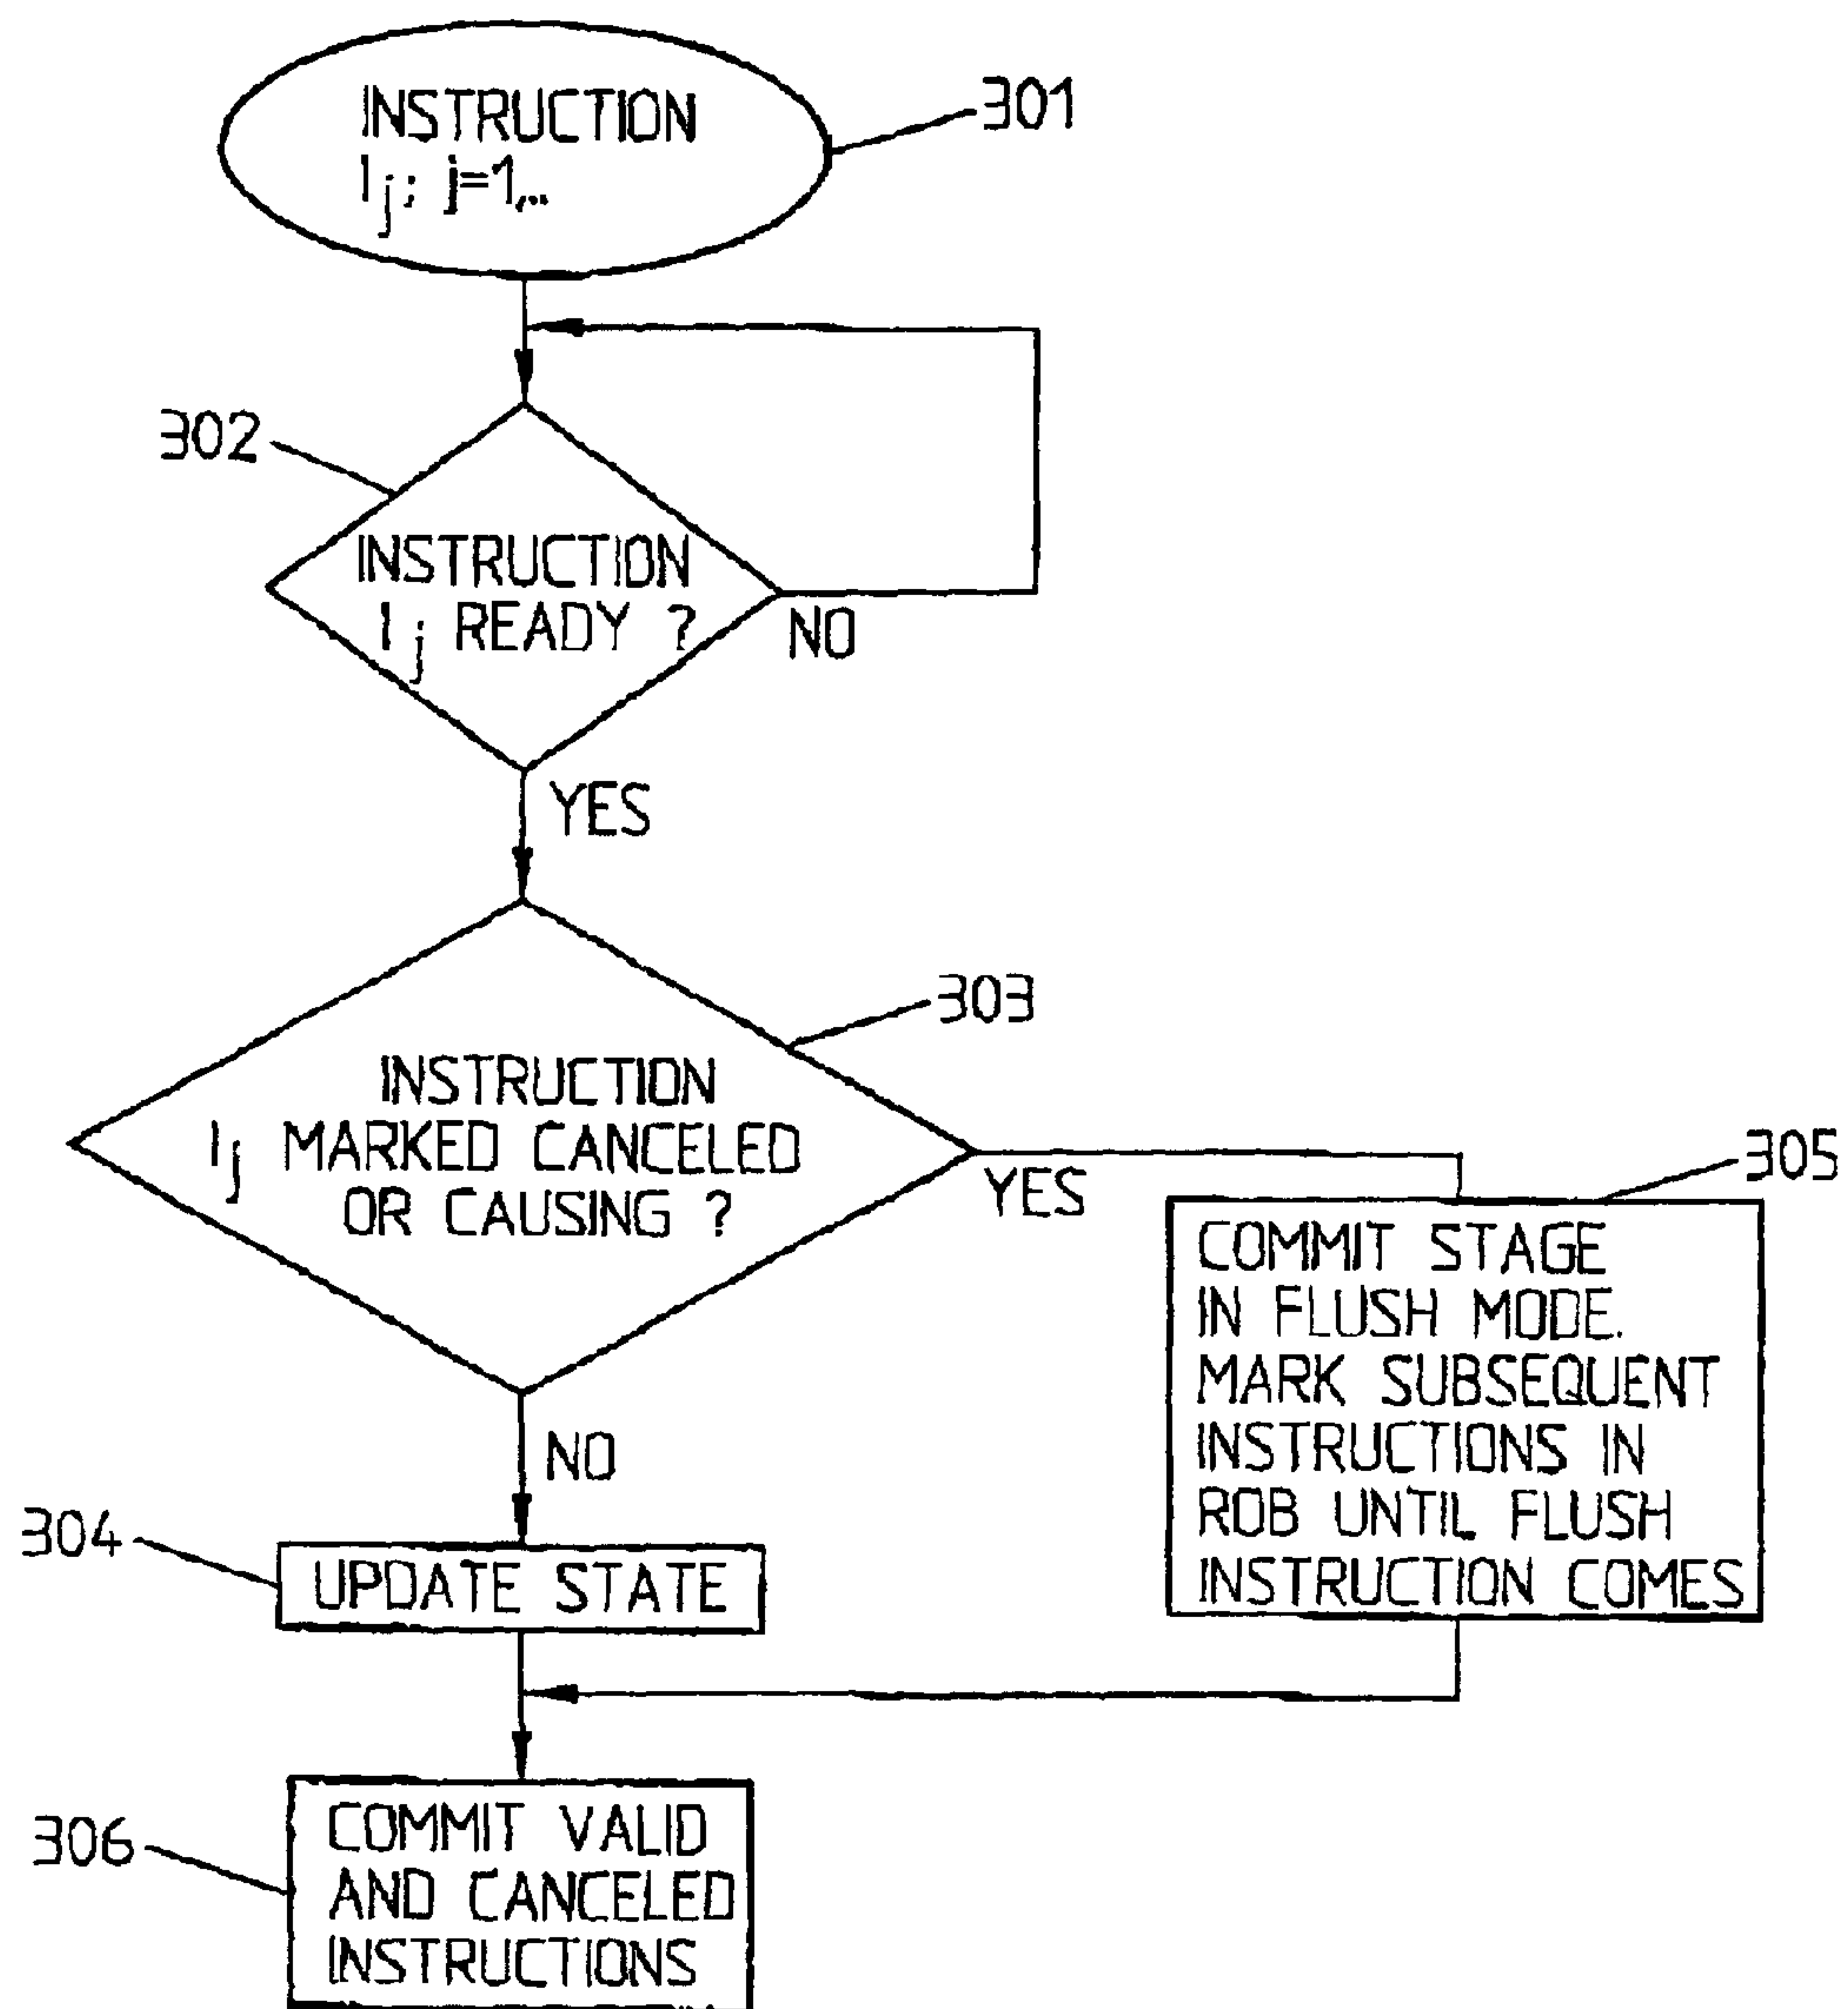 INSTRUCTION
Ij; j=1,..
301
302
INSTRUCTION
Ij READY ?
NO
YES
303
INSTRUCTION
Ij MARKED CANCELED
OR CAUSING ?
YES
305
COMMIT STAGE
IN FLUSH MODE.
MARK SUBSEQUENT
INSTRUCTIONS IN
ROB UNTIL FLUSH
INSTRUCTION COMES
NO
304
UPDATE STATE
306
COMMIT VALID
AND CANCELED
INSTRUCTIONS